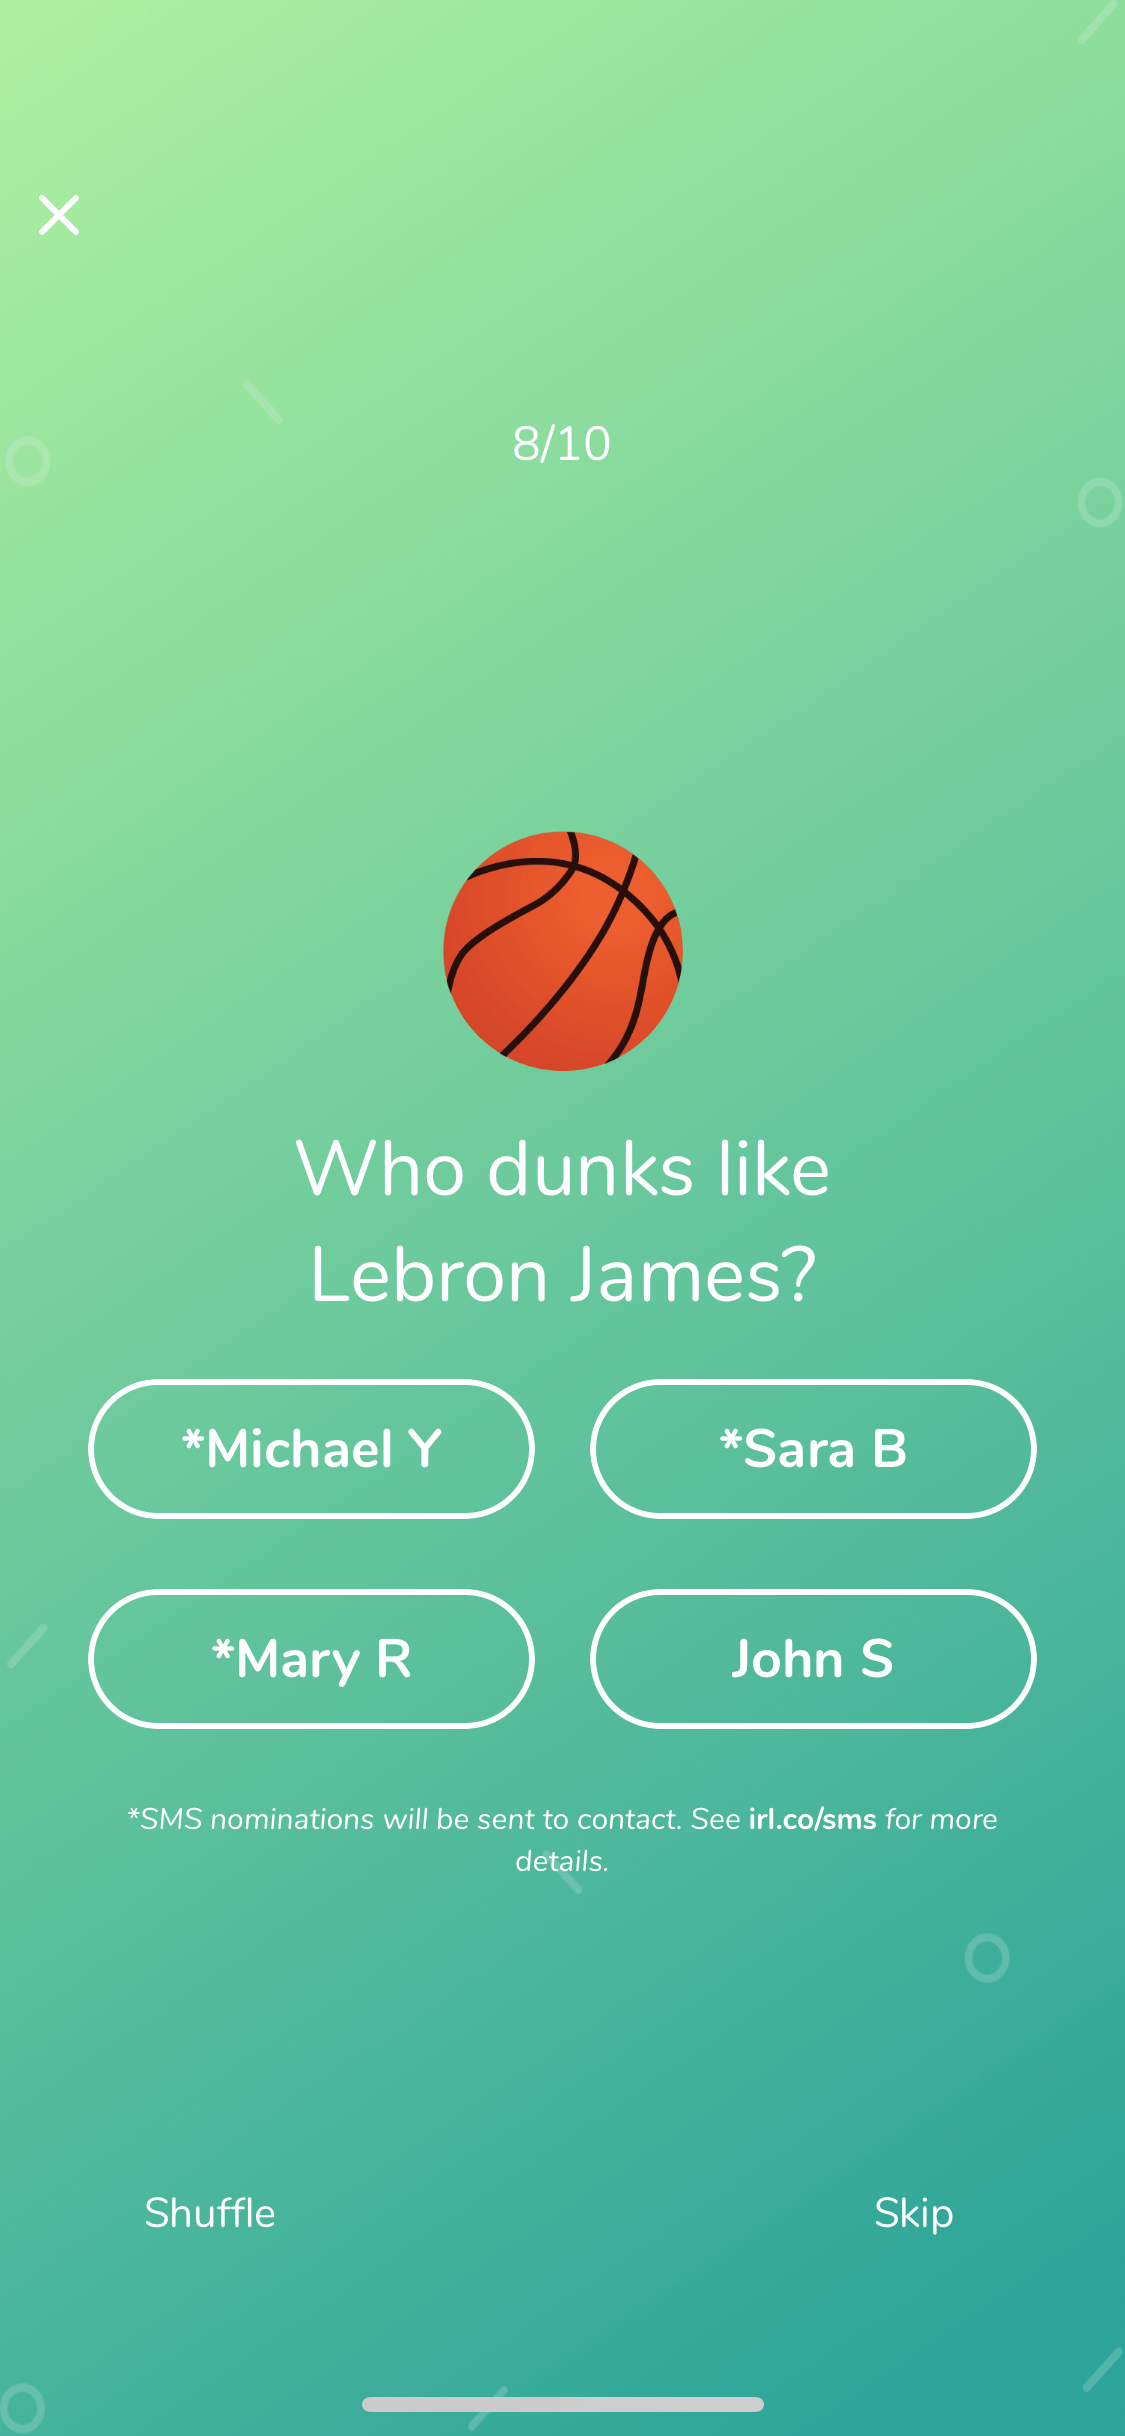 8/10
Who dunks like
Lebron James?
*Michael Y
*Sara B
*Mary R
John S
*SMS nominations will be sent to contact. See irl.co/sms for more
details.
Shuffle
Skip